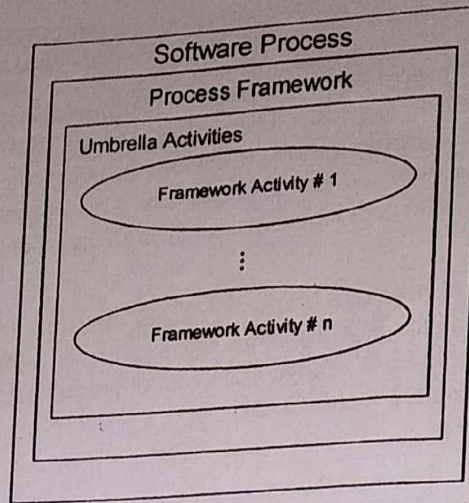 Software Process
Process Framework
Umbrella Activities
Framework Activity # 1
⋮
Framework Activity # n